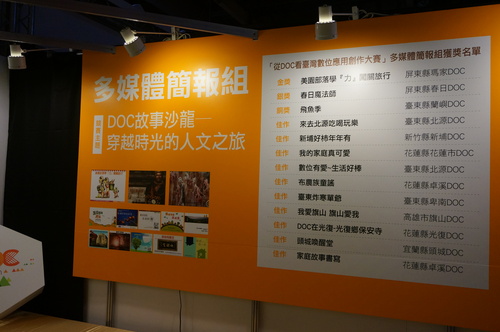 多媒體簡報組
DOC故事沙龍—
穿越時光的人文之旅
「從DOC看臺灣數位應用創作大賽」多媒體簡報組獲獎名單
金獎 美園部落學『力』闖關旅行 屏東縣瑪家DOC
銀獎 春日魔法師 屏東縣春日DOC
銅獎 飛魚季 臺東縣蘭嶼DOC
佳作 來去北源吃喝玩樂 臺東縣北源DOC
佳作 新埔好柿年年有 新竹縣新埔DOC
佳作 我的家庭真可愛 花蓮縣花蓮市DOC
佳作 數位有愛~生活好棒 臺東縣北源DOC
佳作 布農族童謠 花蓮縣卓溪DOC
佳作 臺東炸寒單爺 臺東縣卑南DOC
佳作 我愛旗山 旗山愛我 高雄市旗山DOC
佳作 DOC在光復‧光復鄉保安寺 花蓮縣光復DOC
佳作 頭城喚醒堂 宜蘭縣頭城DOC
佳作 家庭故事書寫 花蓮縣卓溪DOC